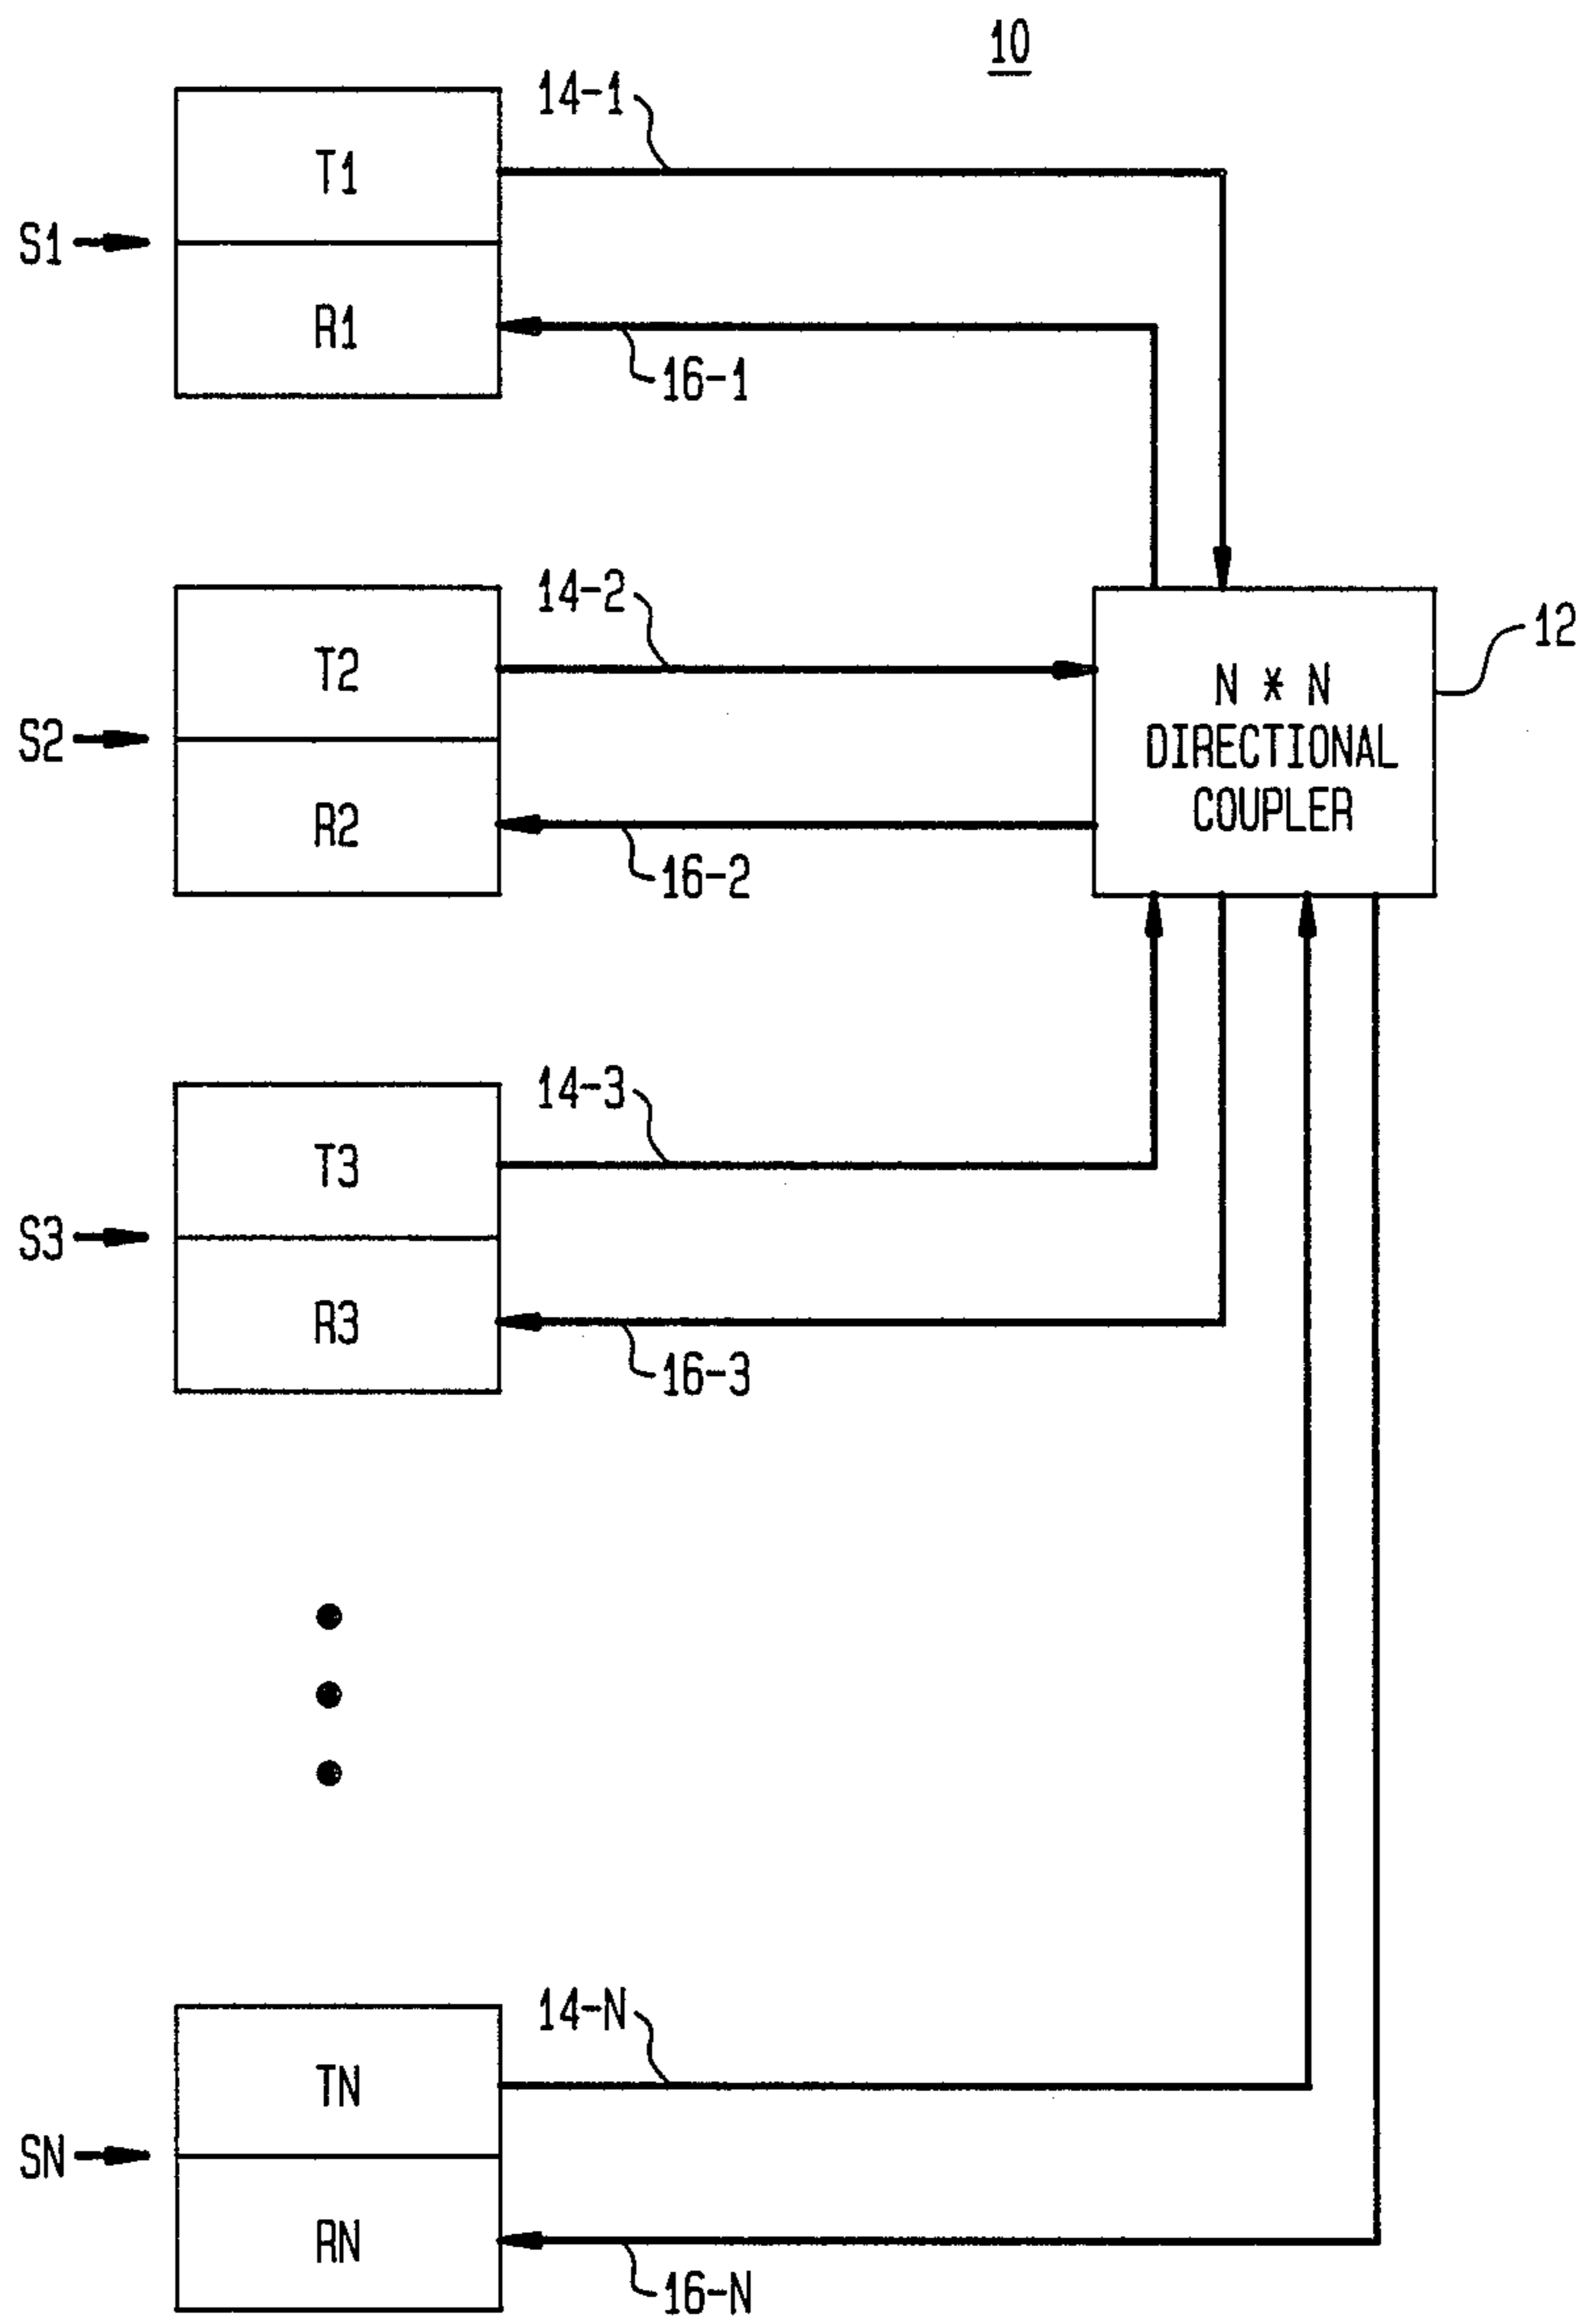 10
14-1
T1
S1
R1
16-1
14-2
12
T2
N * N
DIRECTIONAL
COUPLER
S2
R2
16-2
14-3
T3
S3
R3
16-3
14-N
TN
SN
RN
16-N